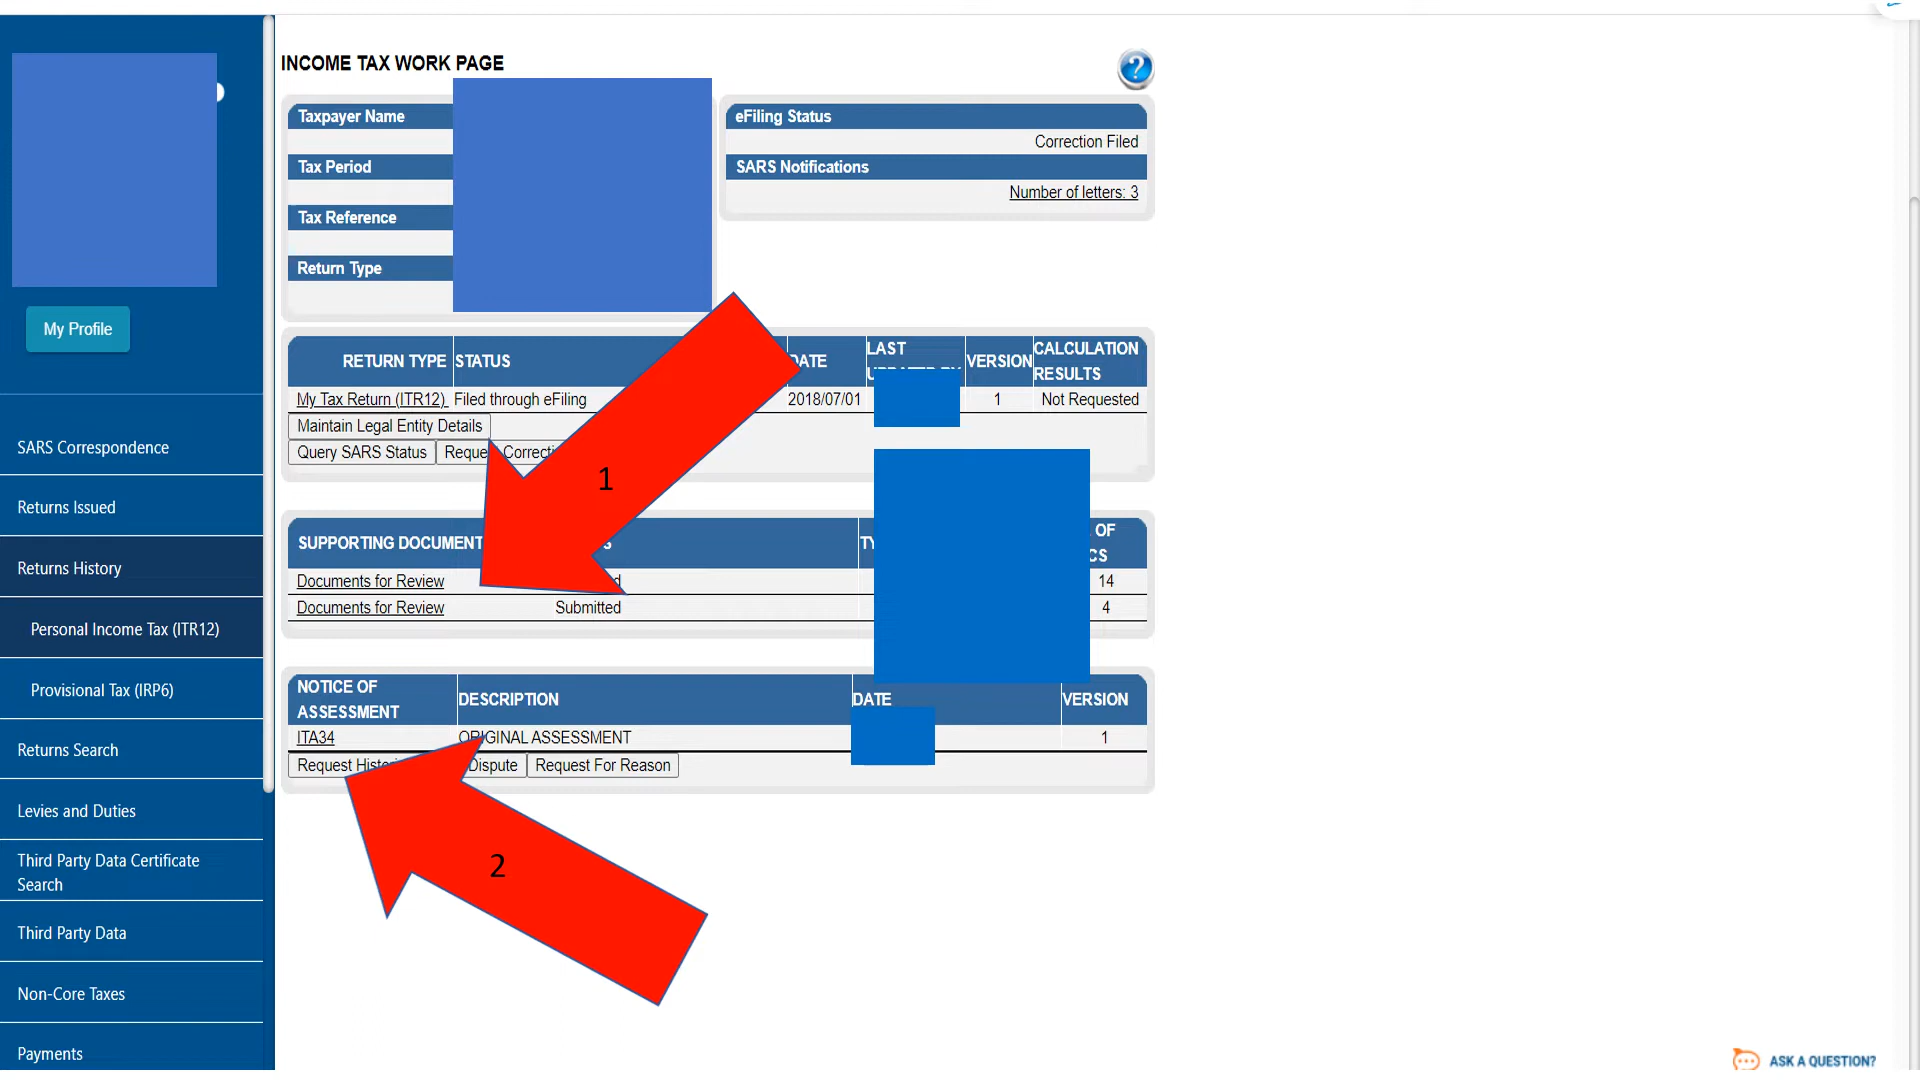 INCOME TAX WORK PAGE
?
Taxpayer Name
Tax Period
Tax Reference
Return Type
eFiling Status
Correction Filed
SARS Notifications
Number of letters: 3
My Profile
SARS Correspondence
Returns Issued
Returns History
Personal Income Tax (ITR12)
Provisional Tax (IRP6)
Returns Search
Levies and Duties
Third Party Data Certificate
Search
Third Party Data
Non-Core Taxes
Payments
RETURN TYPE STATUS LAST VERSION CALCULATION
RESULTS
My Tax Return (ITR12) Filed through eFiling 2018/07/01 1 Not Requested
Maintain Legal Entity Details
Query SARS Status
1
SUPPORTING OF
Documents for Review 14
Documents for Review Submitted 4
NOTICE OF
ASSESSMENT DESCRIPTION DATE VERSION
ITA34 ORIGINAL ASSESSMENT 1
Request Dispute Request For Reason
2
ASK A QUESTION?